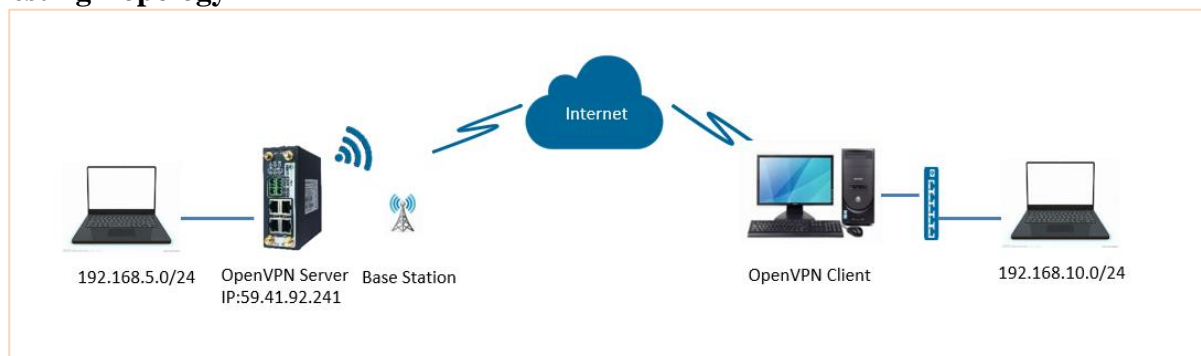 Internet
192.168.5.0/24
OpenVPN Server
IP:59.41.92.241
Base Station
OpenVPN Client
192.168.10.0/24